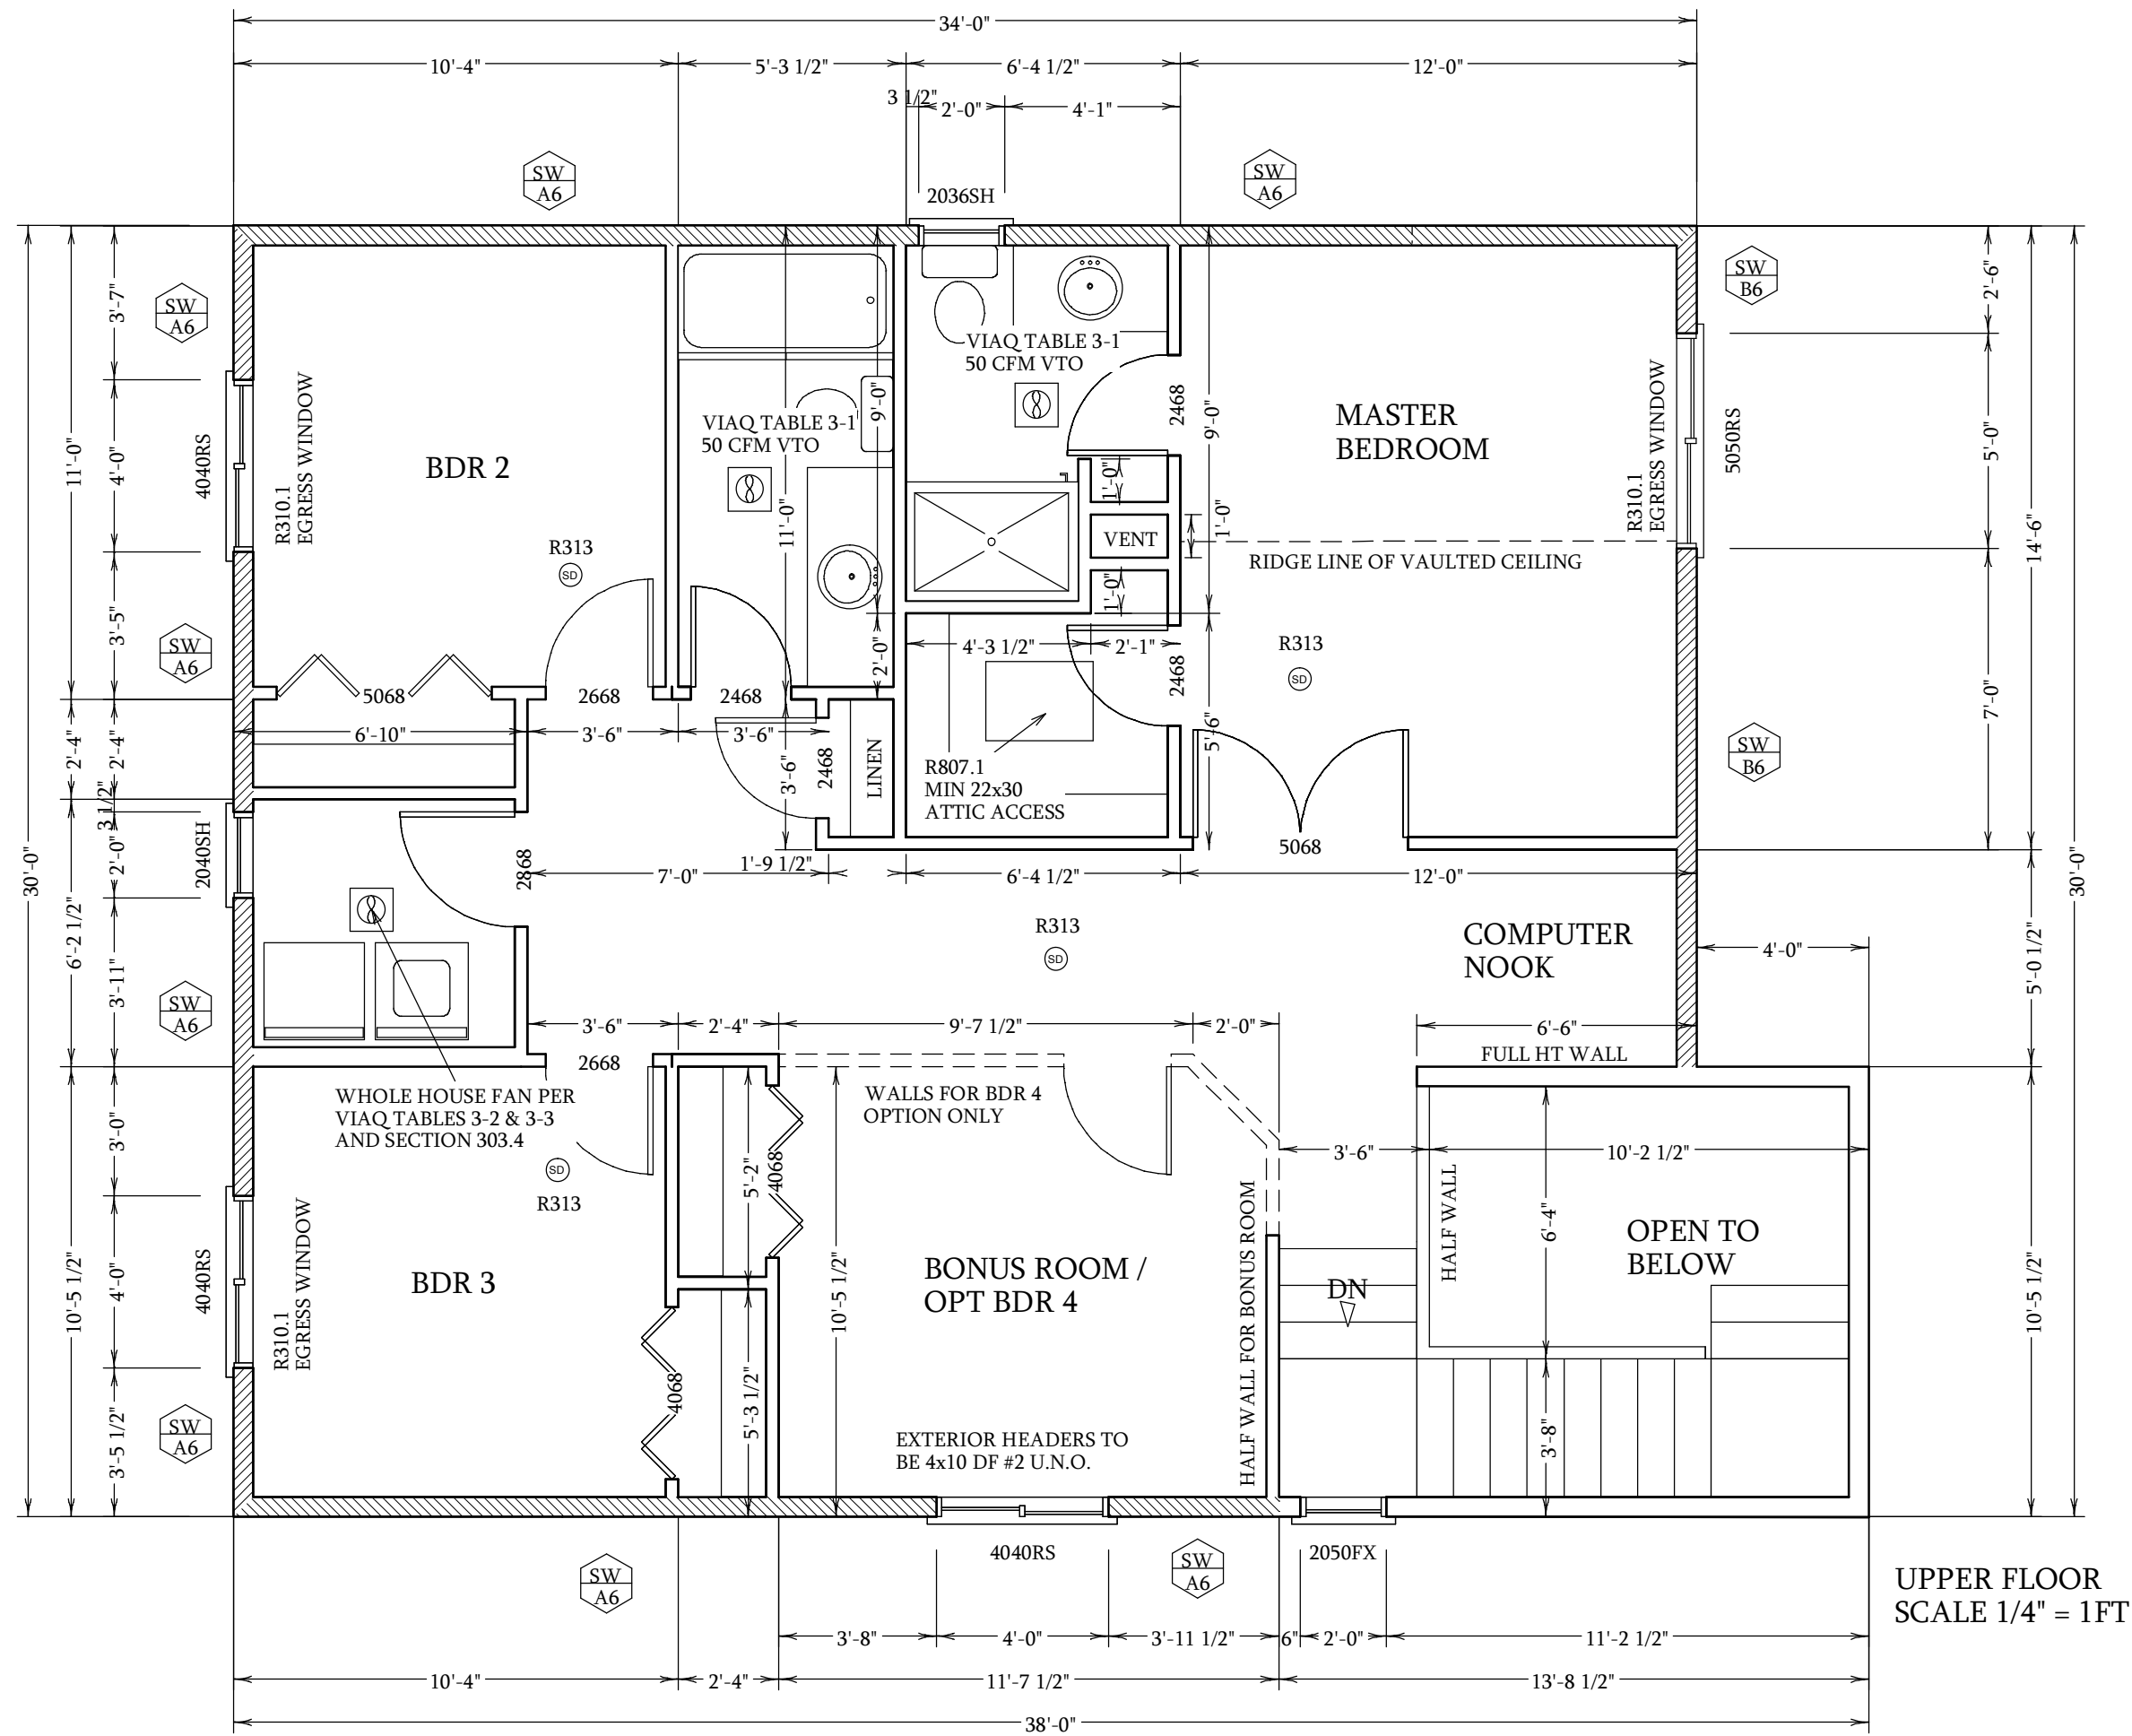 34'-0"
10'-4"
5'-3 1/2"
6'-4 1/2"
12'-0"
3 1/2"
2'-0"
4'-1"
SW
A6
SW
A6
2036SH
SW
A6
SW
B6
3'-7"
2'-6"
VIAQ TABLE 3-1
50 CFM VTO
VIAQ TABLE 3-1
50 CFM VTO
9'-0"
2468
9'-0"
MASTER
BEDROOM
R310.1
EGRESS WINDOW
5050RS
5'-0"
11'-0"
4'-0"
4040RS
R310.1
EGRESS WINDOW
BDR 2
11'-0"
1'-0"
VENT
1'-0"
1'-0"
RIDGE LINE OF VAULTED CEILING
14'-6"
R313
SD
3'-5"
SW
A6
2'-0"
4'-3 1/2"
2'-1"
2468
R313
SD
7'-0"
5068
2668
2468
6'-10"
3'-6"
3'-6"
2'-4"
2'-4"
3'-6"
2468
LINEN
5'-6"
R807.1
MIN 22x30
ATTIC ACCESS
SW
B6
3 1/2"
2'-0"
2040SH
30'-0"
2868
7'-0"
1'-9 1/2"
6'-4 1/2"
5068
12'-0"
30'-0"
6'-2 1/2"
3'-11"
R313
SD
COMPUTER
NOOK
4'-0"
5'-0 1/2"
SW
A6
3'-6"
2'-4"
9'-7 1/2"
2'-0"
6'-6"
2668
FULL HT WALL
WHOLE HOUSE FAN PER
VIAQ TABLES 3-2 & 3-3
AND SECTION 303.4
WALLS FOR BDR 4
OPTION ONLY
3'-0"
SD
R313
5'-2"
4068
3'-6"
10'-2 1/2"
HALF WALL
6'-4"
OPEN TO
BELOW
10'-5 1/2"
4'-0"
4040RS
R310.1
EGRESS WINDOW
BDR 3
10'-5 1/2"
BONUS ROOM /
OPT BDR 4
HALF WALL FOR BONUS ROOM
DN
10'-5 1/2"
4068
5'-3 1/2"
3'-5 1/2"
SW
A6
EXTERIOR HEADERS TO
BE 4x10 DF #2 U.N.O.
3'-8"
SW
A6
4040RS
SW
A6
2050FX
UPPER FLOOR
SCALE 1/4" = 1FT
3'-8"
4'-0"
3'-11 1/2"
6"
2'-0"
11'-2 1/2"
10'-4"
2'-4"
11'-7 1/2"
13'-8 1/2"
38'-0"